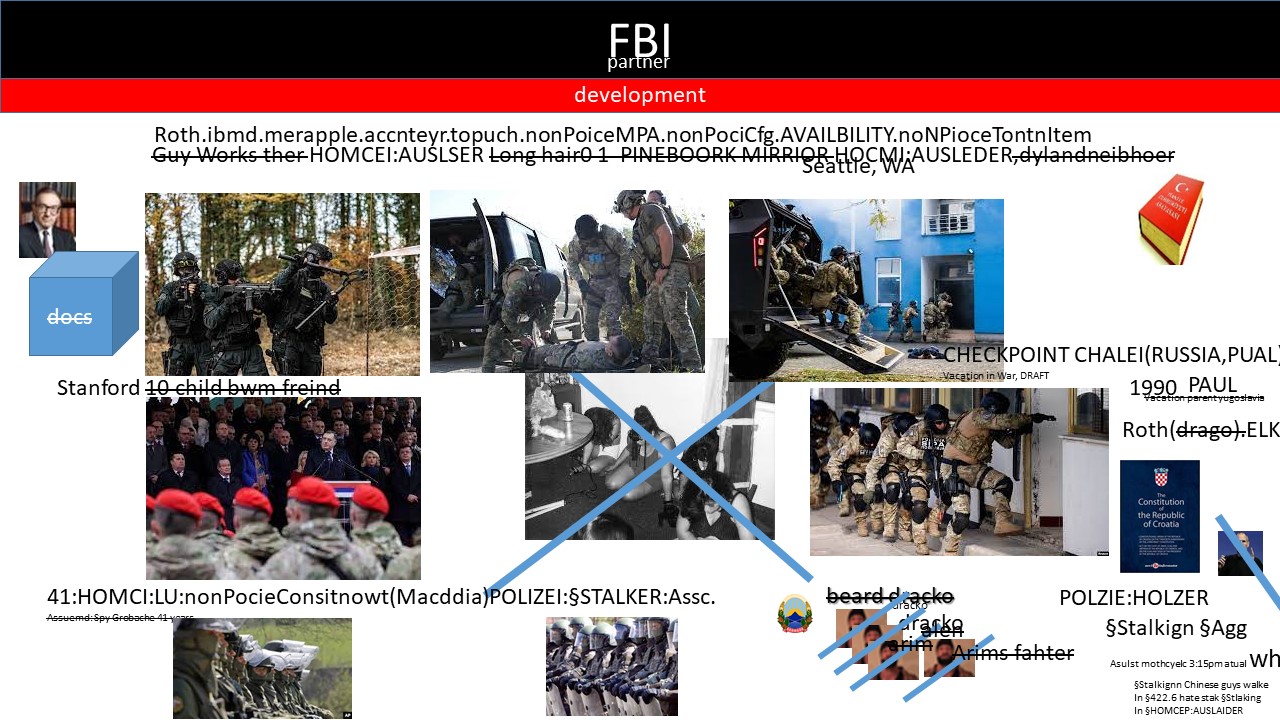 FBI
partner
development
Roth.ibmd.merapple.accnteyr.topuch.nonPoiceMPA.nonPociCfg.AVAILBILITY.noNPioceTontnItem
Guy Works ther HOMCEI:AUSLSER Long hair0 1 PINEBOORK MIRRIOR HOCMI:AUSLEDER,dylandneibhoer
Seattle, WA
docs
CHECKPOINT CHALEI(RUSSIA,PUAL)
Vacation in War, DRAFT
Stanford 10 child bwm freind
1990 PAUL
Vacation parent yugoslavia
Roth(drago).ELK
The
Constitution
of
the Republic
of Croatia
41:HOMCI:LU:nonPocieConsitnowt(Macddia)POLIZEI:§STALKER:Assc.
Assuemd: Spy Grobache 41 years
beard dracko
dracko
dracko
alen
arim
Arims fahter
POLZIE:HOLZER
§Stalkign §Agg
Asulst mothcyelc 3:15pm atual wh
§Stalkignn Chinese guys walke
In §422.6 hate stak §Stlaking
In §HOMCEP:AUSLAIDER
AP